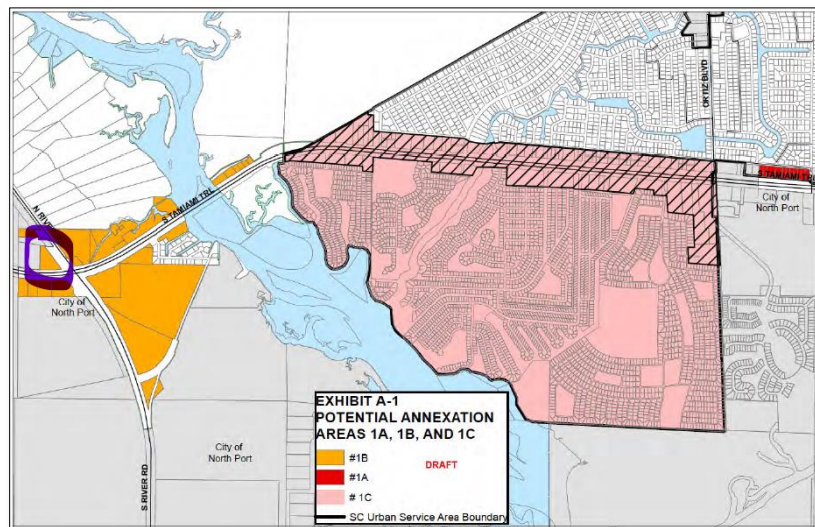 ORTIZ BLVD
S TAMIAMI TRL
City of
North Port
S TAMIAMI TRL
N RIVE
City of
North Port
City of
North Port
S RIVER RD
EXHIBIT A-1
POTENTIAL ANNEXATION
AREAS 1A, 1B, AND 1C
#1B
DRAFT
#1A
# 1C
SC Urban Service Area Boundary